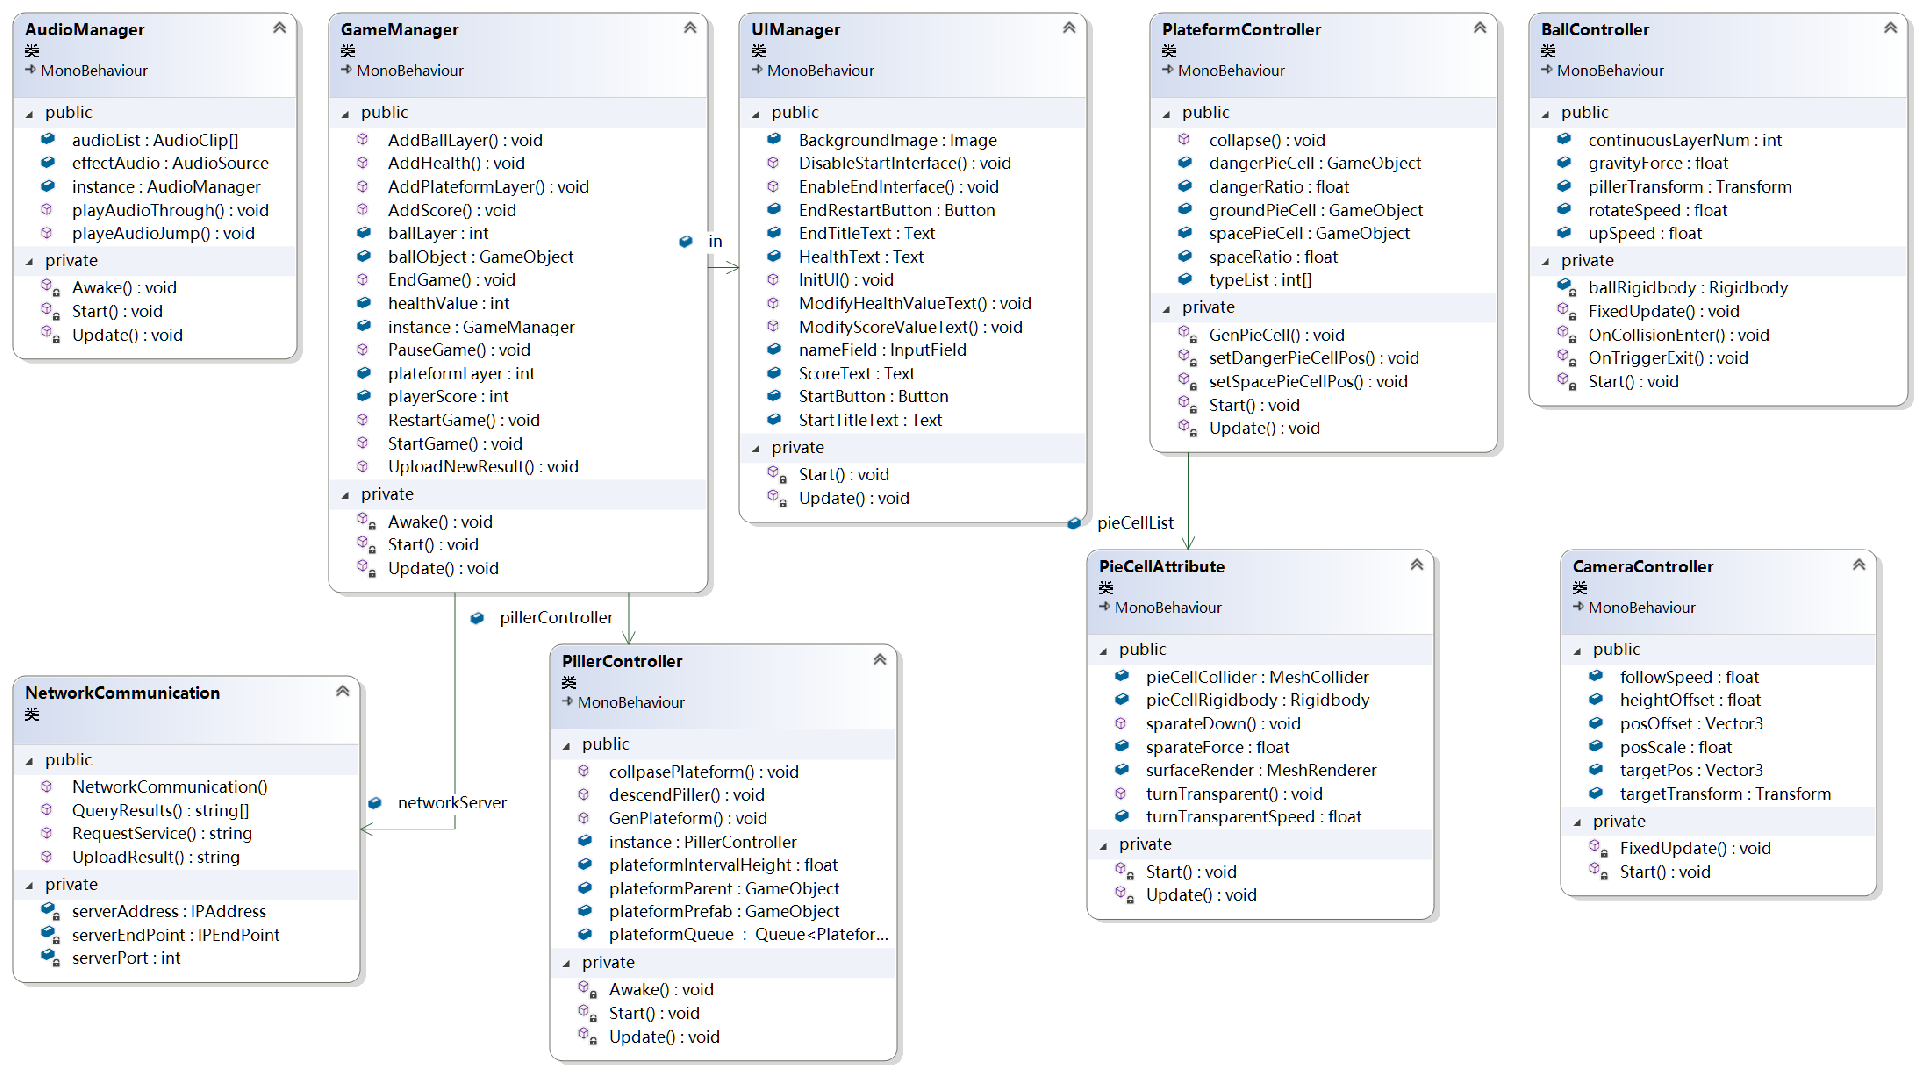 AudioManager
类
MonoBehaviour
public
audioList : AudioClip[]
effectAudio : AudioSource
instance : AudioManager
playAudioThrough() : void
playeAudioJump() : void
private
Awake() : void
Start() : void
Update() : void
GameManager
类
MonoBehaviour
public
AddBallLayer() : void
AddHealth() : void
AddPlateformLayer() : void
AddScore() : void
ballLayer : int
ballObject : GameObject
EndGame() : void
healthValue : int
instance : GameManager
PauseGame() : void
plateformLayer : int
playerScore : int
RestartGame() : void
StartGame() : void
UploadNewResult() : void
private
Awake() : void
Start() : void
Update() : void
in
UIManager
类
MonoBehaviour
public
BackgroundImage : Image
DisableStartInterface() : void
EnableEndInterface() : void
EndRestartButton : Button
EndTitleText : Text
HealthText : Text
InitUI() : void
ModifyHealthValueText() : void
ModifyScoreValueText() : void
nameField : InputField
ScoreText : Text
StartButton : Button
StartTitleText : Text
private
Start() : void
Update() : void
PlateformController
类
MonoBehaviour
public
collapse() : void
dangerPieCell : GameObject
dangerRatio : float
groundPieCell : GameObject
spacePieCell : GameObject
spaceRatio : float
typeList : int[]
private
GenPieCell() : void
setDangerPieCellPos() : void
setSpacePieCellPos() : void
Start() : void
Update() : void
BallController
类
MonoBehaviour
public
continuousLayerNum : int
gravityForce : float
pillerTransform : Transform
rotateSpeed : float
upSpeed : float
private
ballRigidbody : Rigidbody
FixedUpdate() : void
OnCollisionEnter() : void
OnTriggerExit() : void
Start() : void
pieCellList
pillerController
networkServer
NetworkCommunication
类
public
NetworkCommunication()
QueryResults() : string[]
RequestService() : string
UploadResult() : string
private
serverAddress : IPAddress
serverEndPoint : IPEndPoint
serverPort : int
PillerController
类
MonoBehaviour
public
collpasePlateform() : void
descendPiller() : void
GenPlateform() : void
instance : PillerController
plateformIntervalHeight : float
plateformParent : GameObject
plateformPrefab : GameObject
plateformQueue : Queue<Platefor...
private
Awake() : void
Start() : void
Update() : void
PieCellAttribute
类
MonoBehaviour
public
pieCellCollider : MeshCollider
pieCellRigidbody : Rigidbody
sparateDown() : void
sparateForce : float
surfaceRender : MeshRenderer
turnTransparent() : void
turnTransparentSpeed : float
private
Start() : void
Update() : void
CameraController
类
MonoBehaviour
public
followSpeed : float
heightOffset : float
posOffset : Vector3
posScale : float
targetPos : Vector3
targetTransform : Transform
private
FixedUpdate() : void
Start() : void